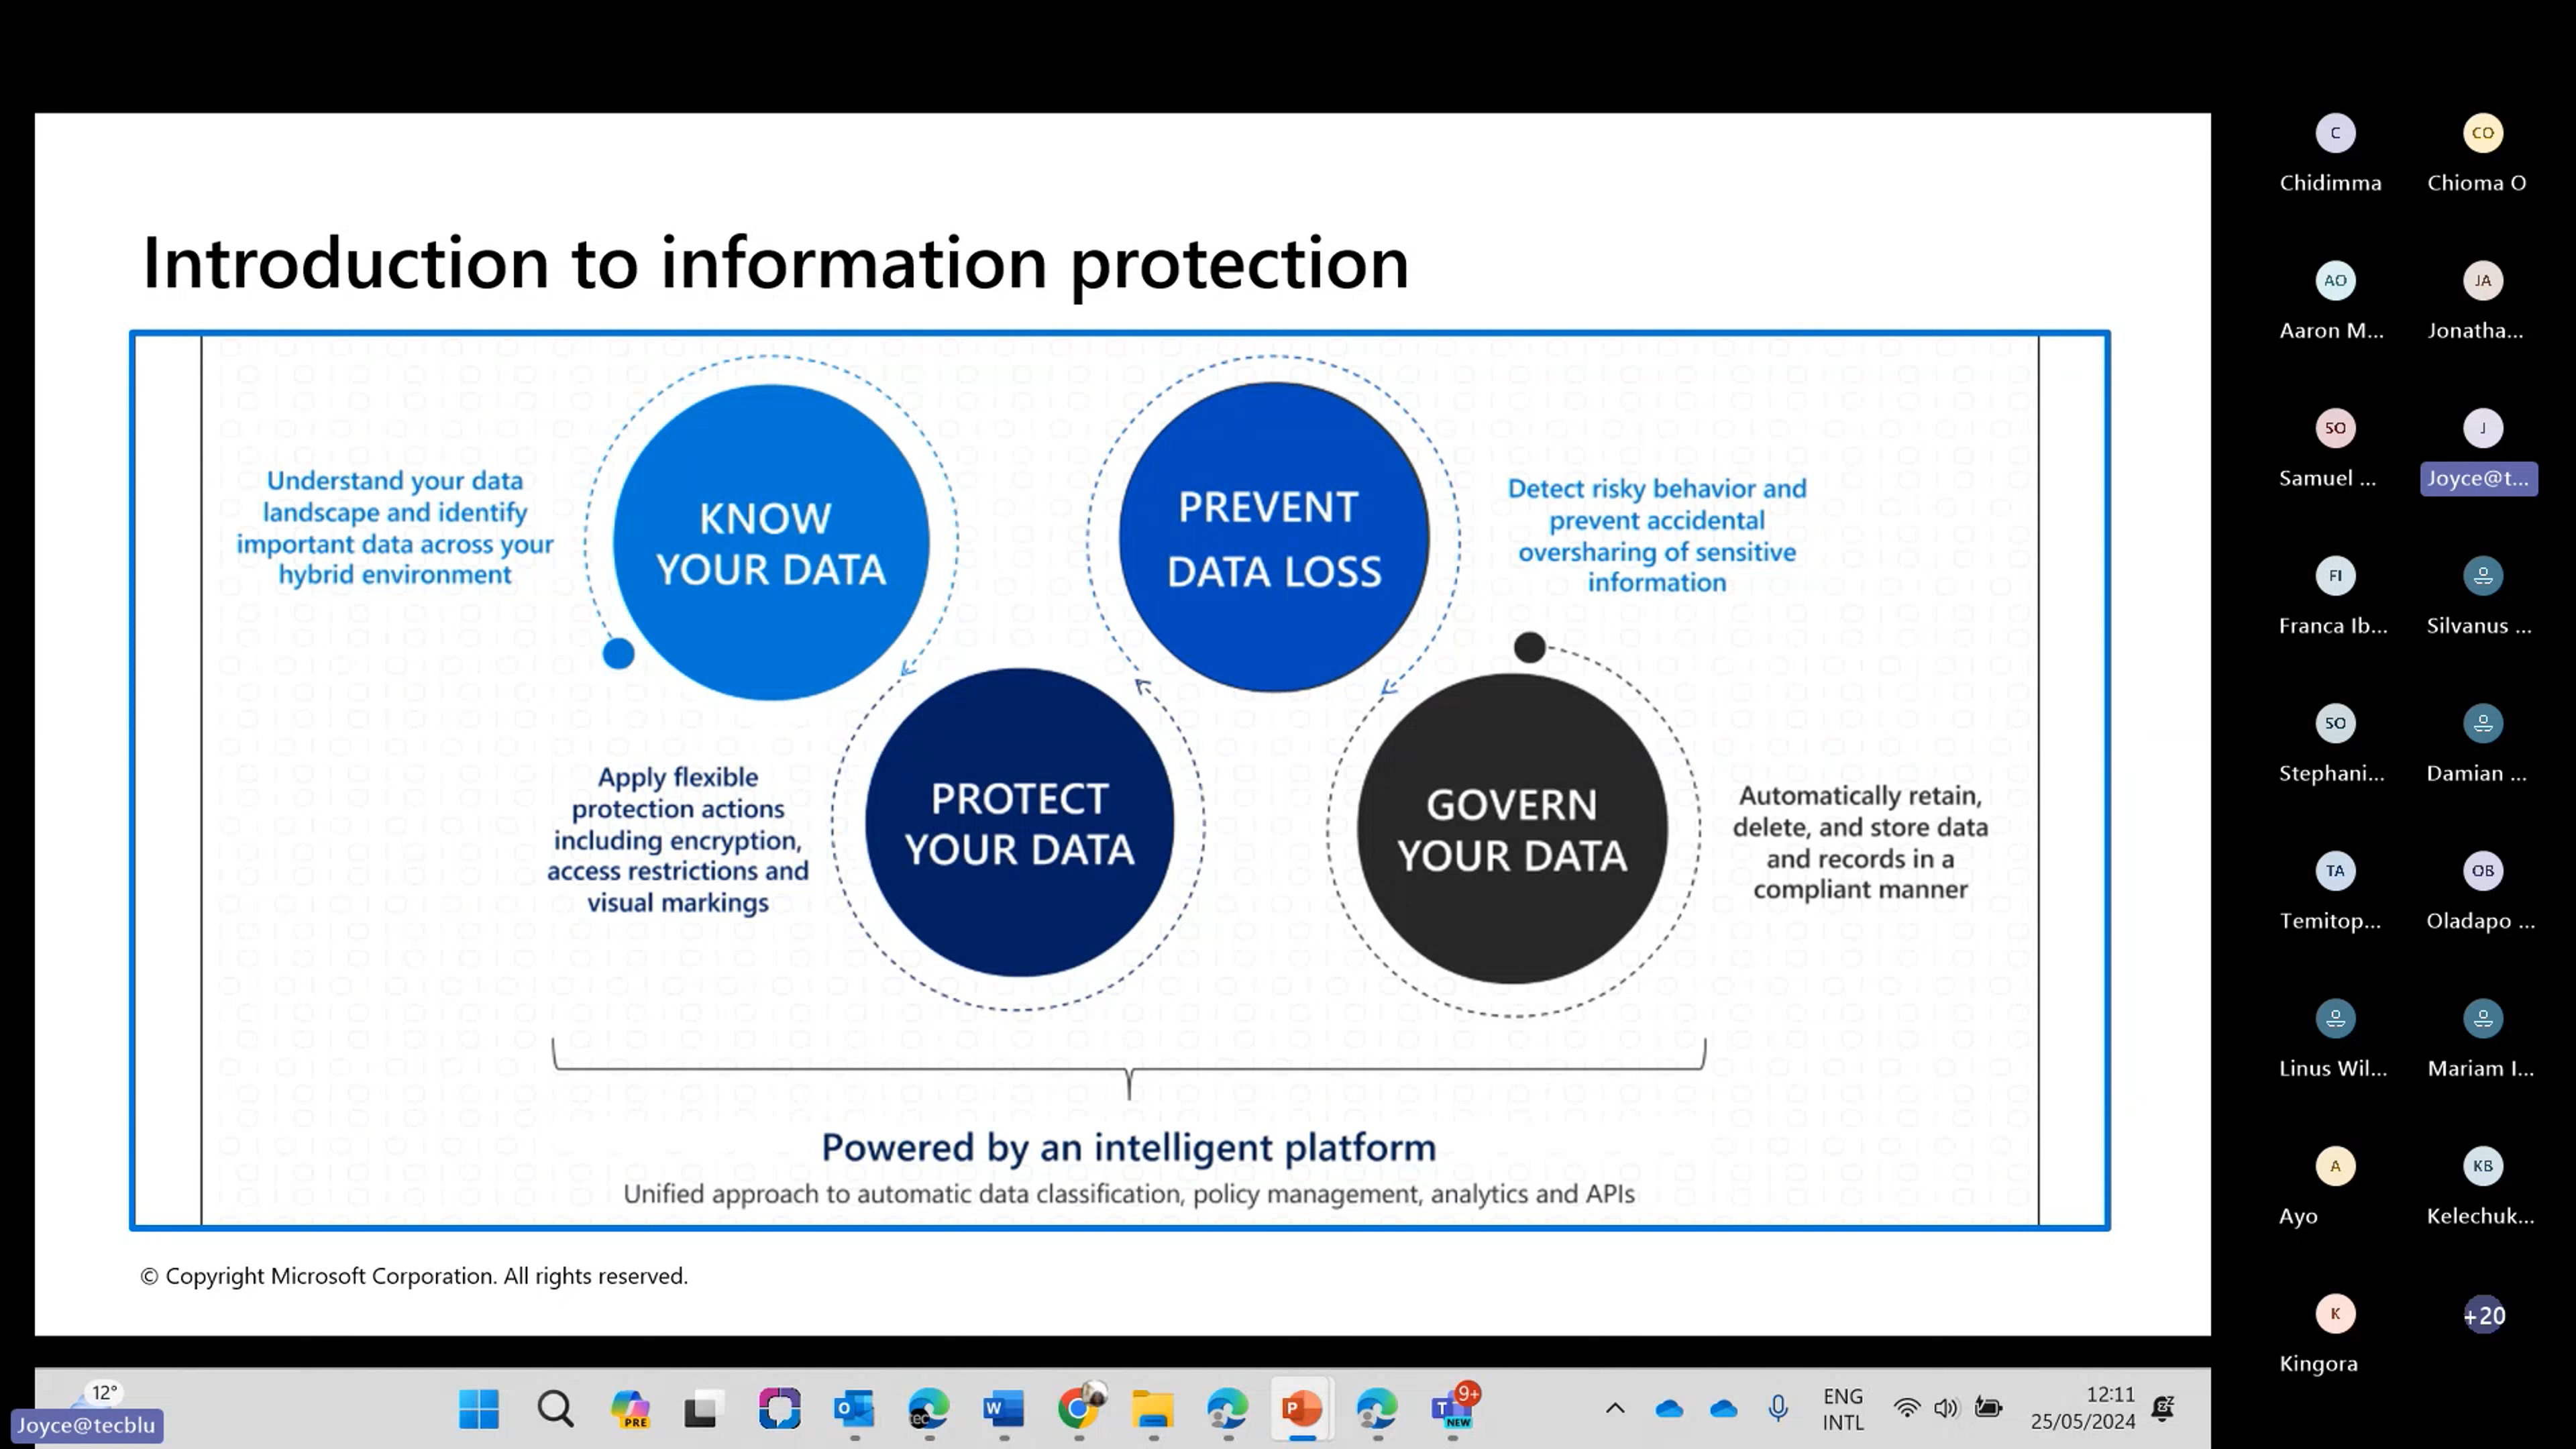 Introduction to information protection
Understand your data
landscape and identify
important data across your
hybrid environment
KNOW
YOUR DATA
PREVENT
DATA LOSS
Detect risky behavior and
prevent accidental
oversharing of sensitive
information
Apply flexible
protection actions
including encryption,
access restrictions and
visual markings
PROTECT
YOUR DATA
GOVERN
YOUR DATA
Automatically retain,
delete, and store data
and records in a
compliant manner
Powered by an intelligent platform
Unified approach to automatic data classification, policy management, analytics and APIs
© Copyright Microsoft Corporation. All rights reserved.
C
CO
Chidimma
Chioma O
AO
JA
Aaron M...
Jonatha...
SO
J
Samuel ...
Joyce@t...
FI
Franca Ib...
Silvanus ...
SO
Stephani...
Damian ...
TA
OB
Temitop...
Oladapo ...
Linus Wil...
Mariam I...
A
KB
Ayo
Kelechuk...
K
+20
Kingora
12°
Joyce@tecblu
PRE
O
tec
W
P
T
9+
NEW
ENG
INTL
12:11
25/05/2024